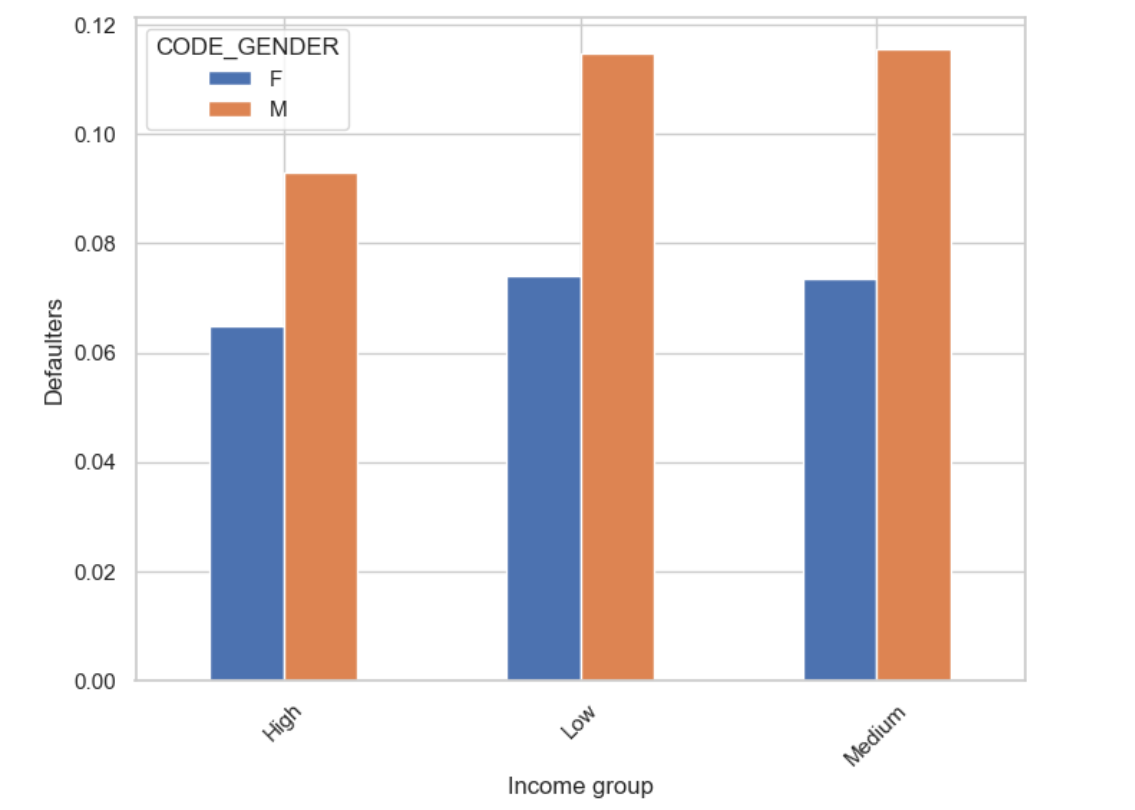 CODE_GENDER
F
M
0.12
0.10
0.08
0.06
0.04
0.02
0.00
Defaulters
High
Low
Medium
Income group